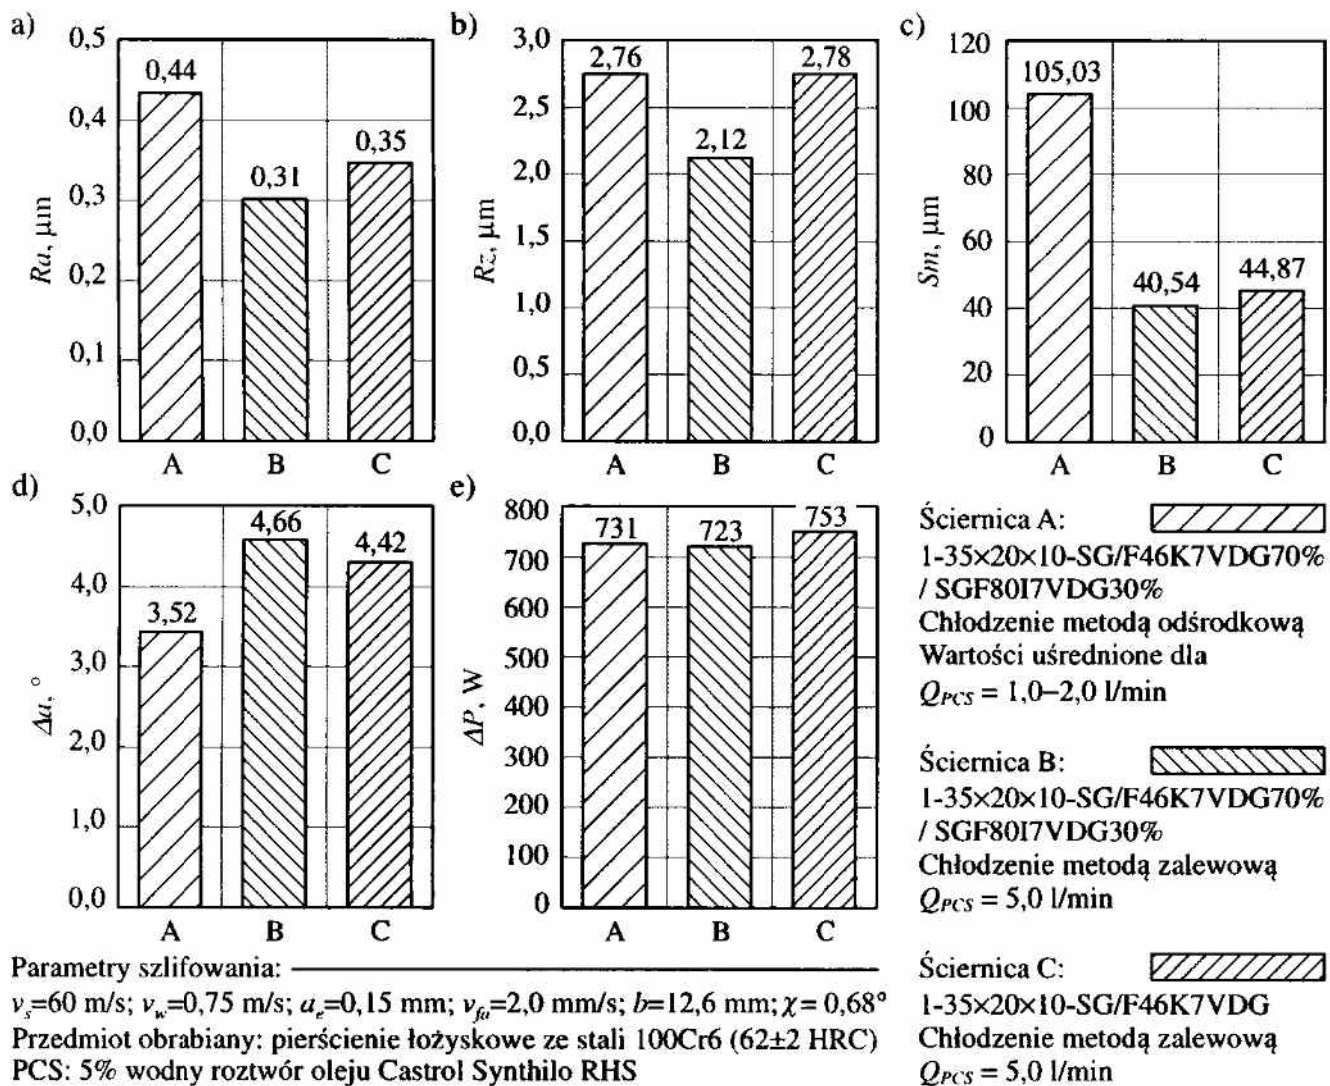 a)
0,5
0,4
0,3
0,2
0,1
0,0
Ra, μm
0,44
0,31
0,35
A B C
b)
3,0
2,5
2,0
1,5
1,0
0,5
0,0
Rz, μm
2,76
2,12
2,78
A B C
c)
120
100
80
60
40
20
0
Sm, μm
105,03
40,54
44,87
A B C
d)
5,0
4,0
3,0
2,0
1,0
0,0
Δa, °
3,52
4,66
4,42
A B C
e)
800
700
600
500
400
300
200
100
0
ΔP, W
731
723
753
A B C
Ściernica A:
1-35×20×10-SG/F46K7VDG70%
/ SGF80I7VDG30%
Chłodzenie metodą odśrodkową
Wartości uśrednione dla
QPCS = 1,0–2,0 l/min
Ściernica B:
1-35×20×10-SG/F46K7VDG70%
/ SGF80I7VDG30%
Chłodzenie metodą zalewową
QPCS = 5,0 l/min
Ściernica C:
1-35×20×10-SG/F46K7VDG
Chłodzenie metodą zalewową
QPCS = 5,0 l/min
Parametry szlifowania:
vs=60 m/s; vw=0,75 m/s; ae=0,15 mm; vfa=2,0 mm/s; b=12,6 mm; χ= 0,68°
Przedmiot obrabiany: pierścienie łożyskowe ze stali 100Cr6 (62±2 HRC)
PCS: 5% wodny roztwór oleju Castrol Synthilo RHS